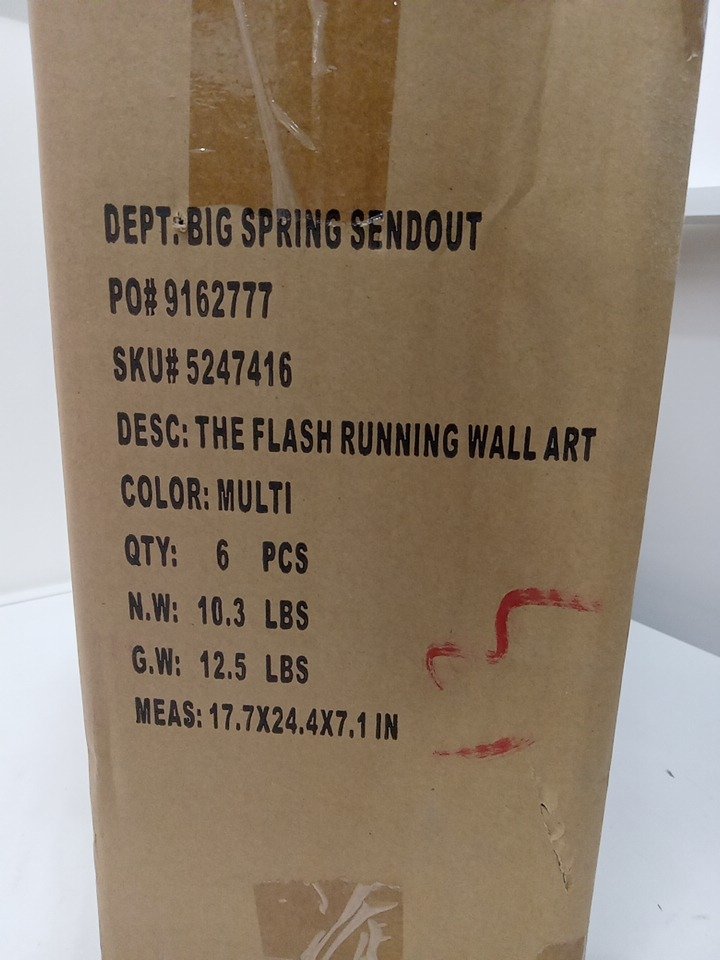 DEPT: BIG SPRING SENDOUT
PO# 9162777
SKU# 5247416
DESC: THE FLASH RUNNING WALL ART
COLOR: MULTI
QTY: 6 PCS
N.W: 10.3 LBS
G.W: 12.5 LBS
MEAS: 17.7X24.4X7.1 IN